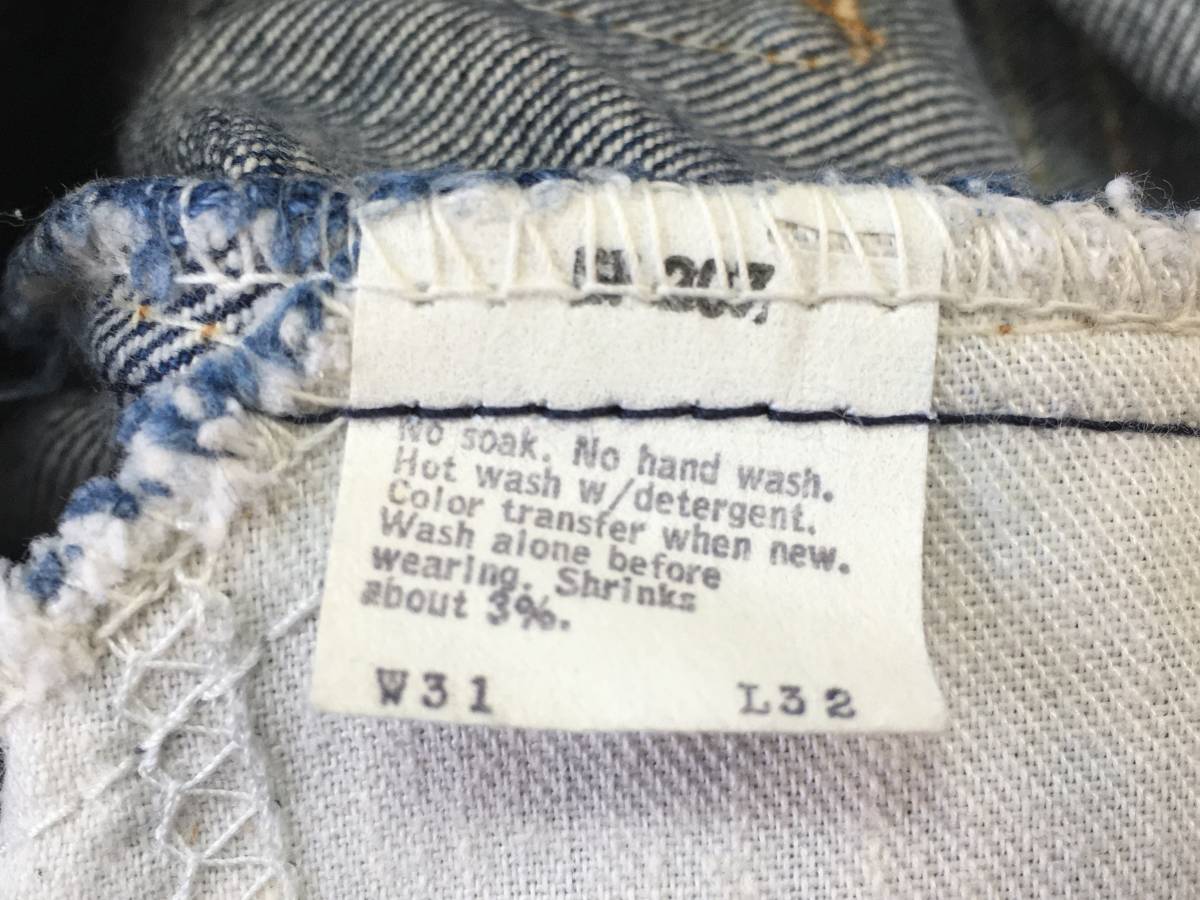 No soak. No hand wash.
Hot wash w/detergent.
Color transfer when new.
Wash alone before
wearing. Shrinks
about 3%.
W31 L32